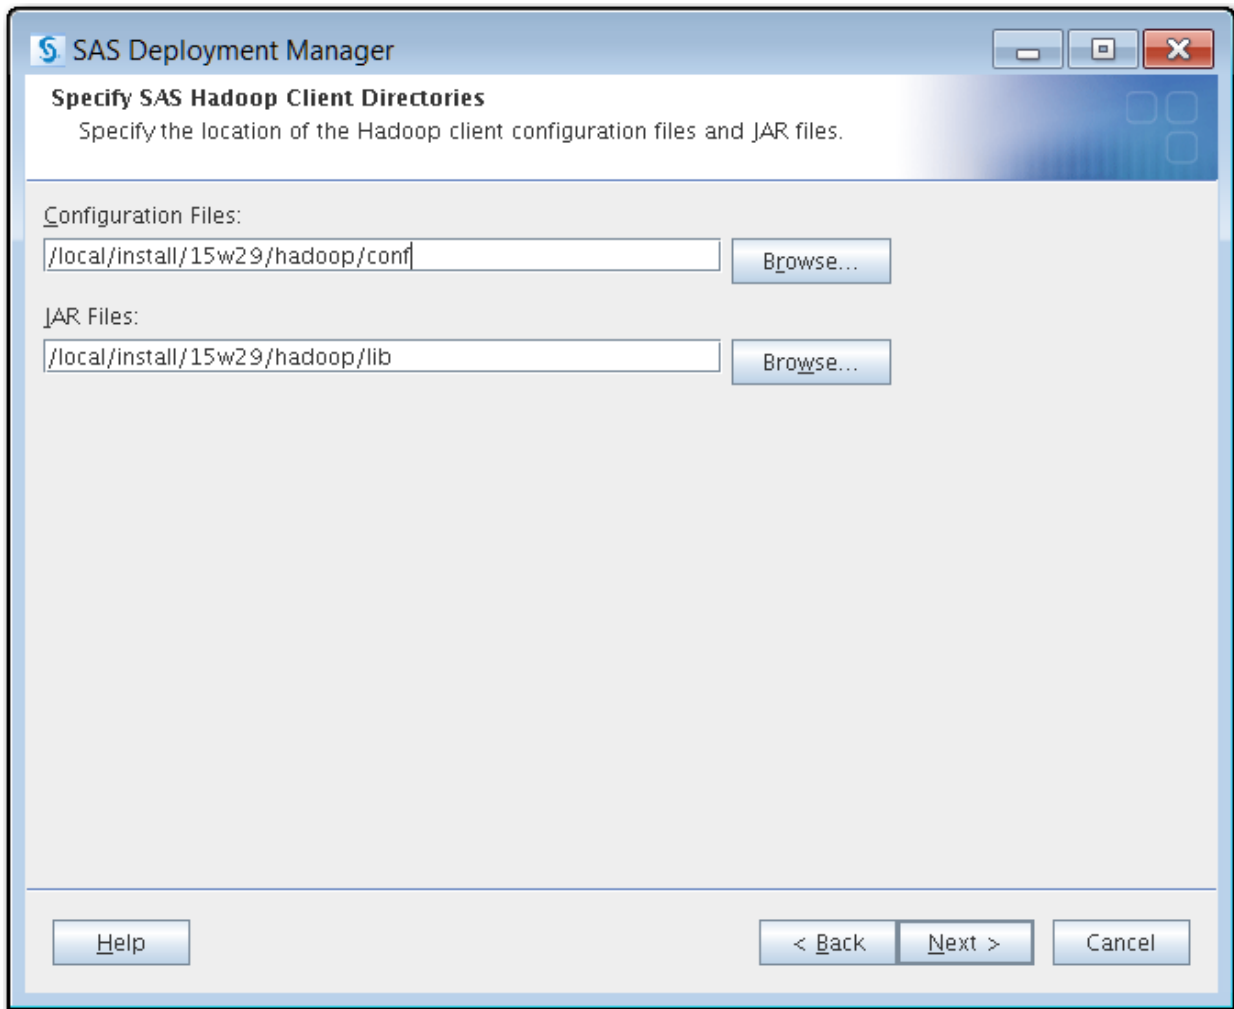 SAS Deployment Manager
Specify SAS Hadoop Client Directories
Specify the location of the Hadoop client configuration files and JAR files.
Configuration Files:
/local/install/15w29/hadoop/conf
Browse...
JAR Files:
/local/install/15w29/hadoop/lib
Browse...
Help
< Back
Next >
Cancel